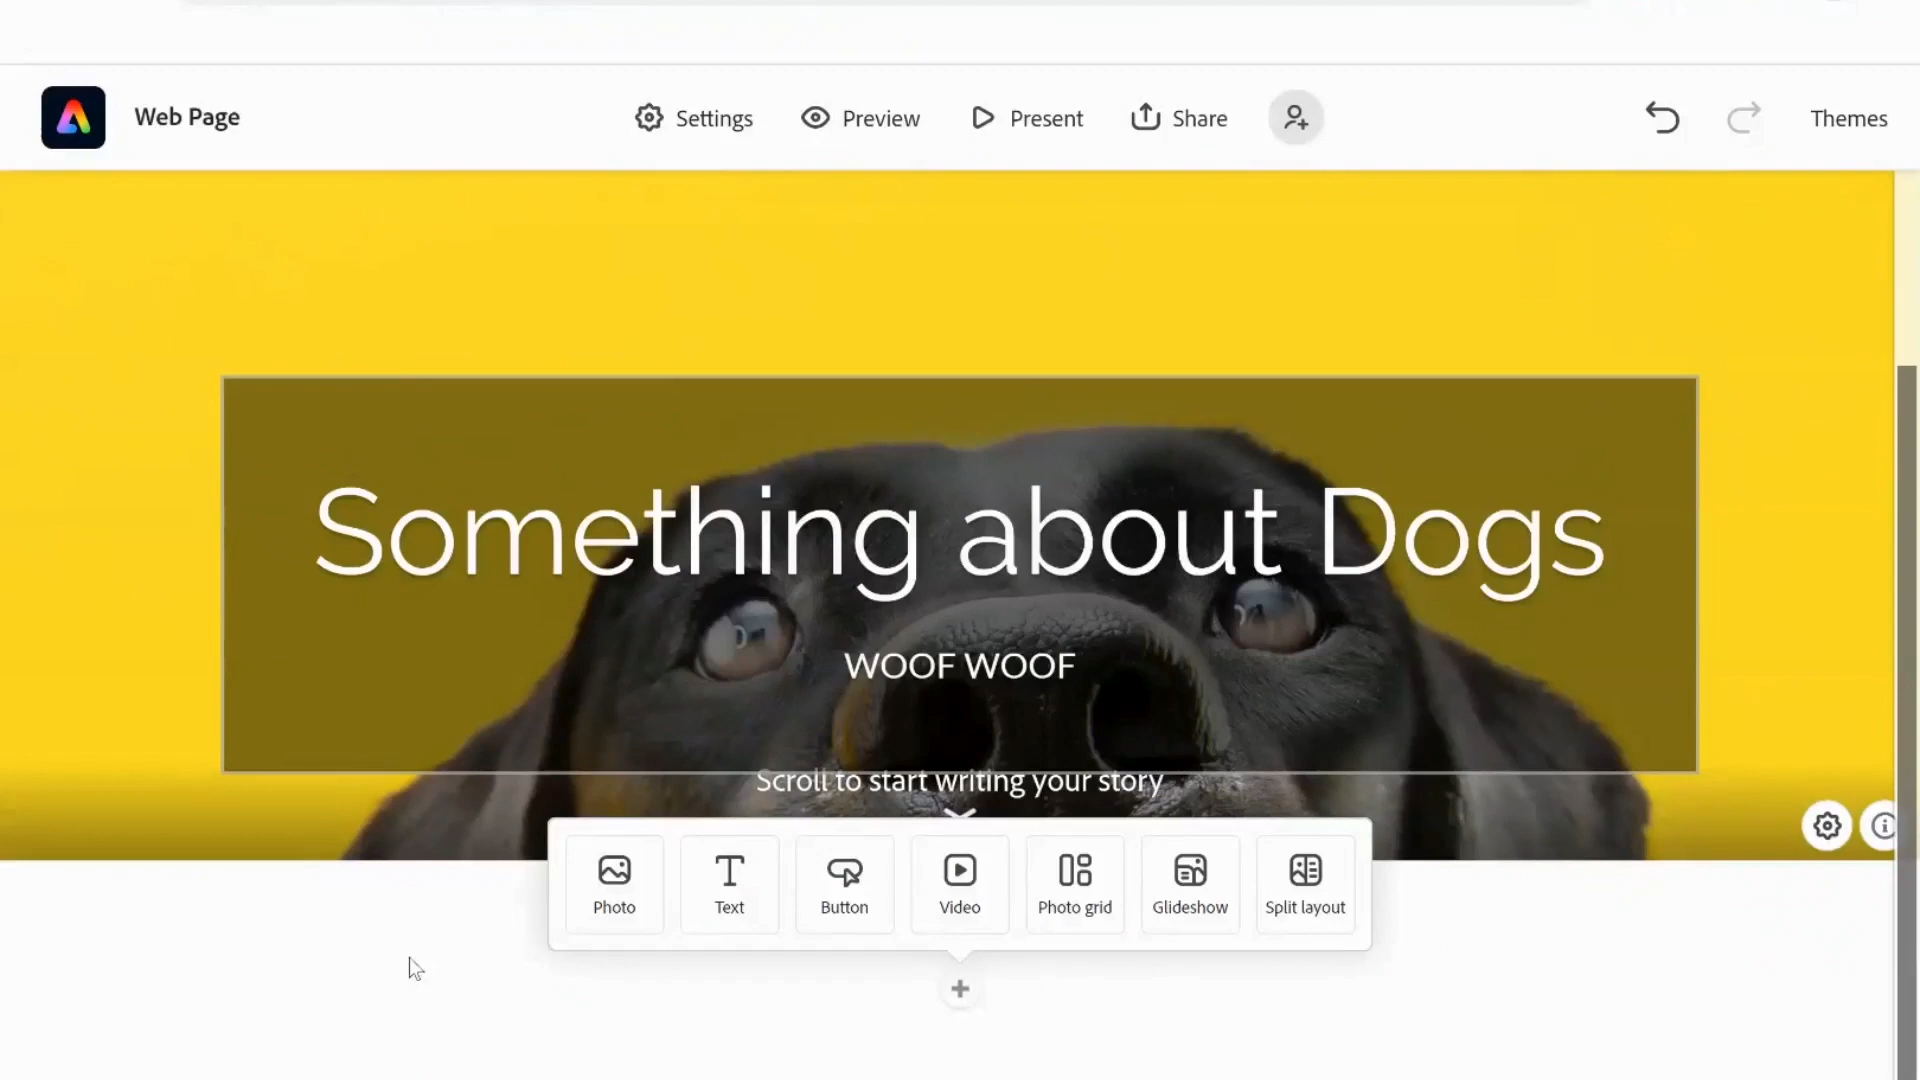 Web Page
Settings
Preview
Present
Share
Themes
Something about Dogs
WOOF WOOF
Scroll to start writing your story
Photo
Text
Button
Video
Photo grid
Glideshow
Split layout